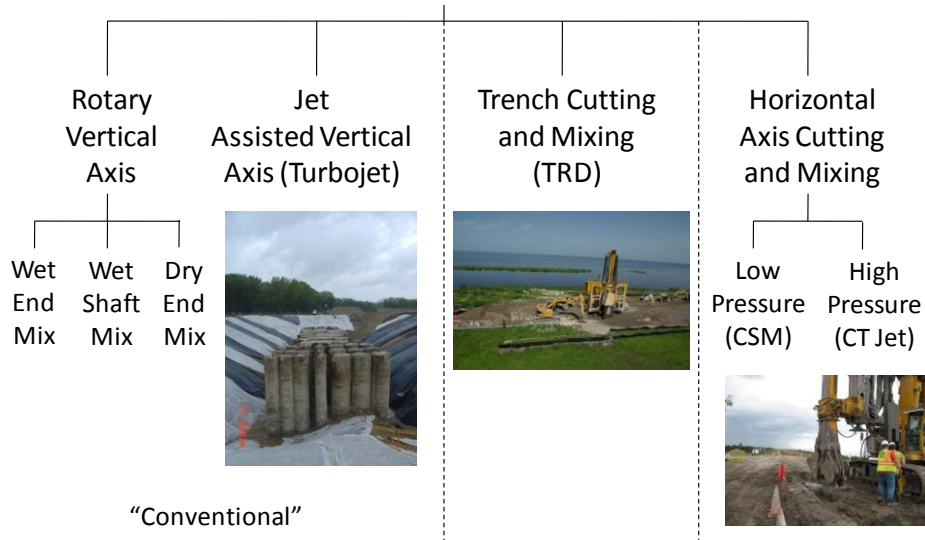 Rotary
Vertical
Axis
Jet
Assisted Vertical
Axis (Turbojet)
Trench Cutting
and Mixing
(TRD)
Horizontal
Axis Cutting
and Mixing
Wet
End
Mix
Wet
Shaft
Mix
Dry
End
Mix
Low
Pressure
(CSM)
High
Pressure
(CT Jet)
“Conventional”